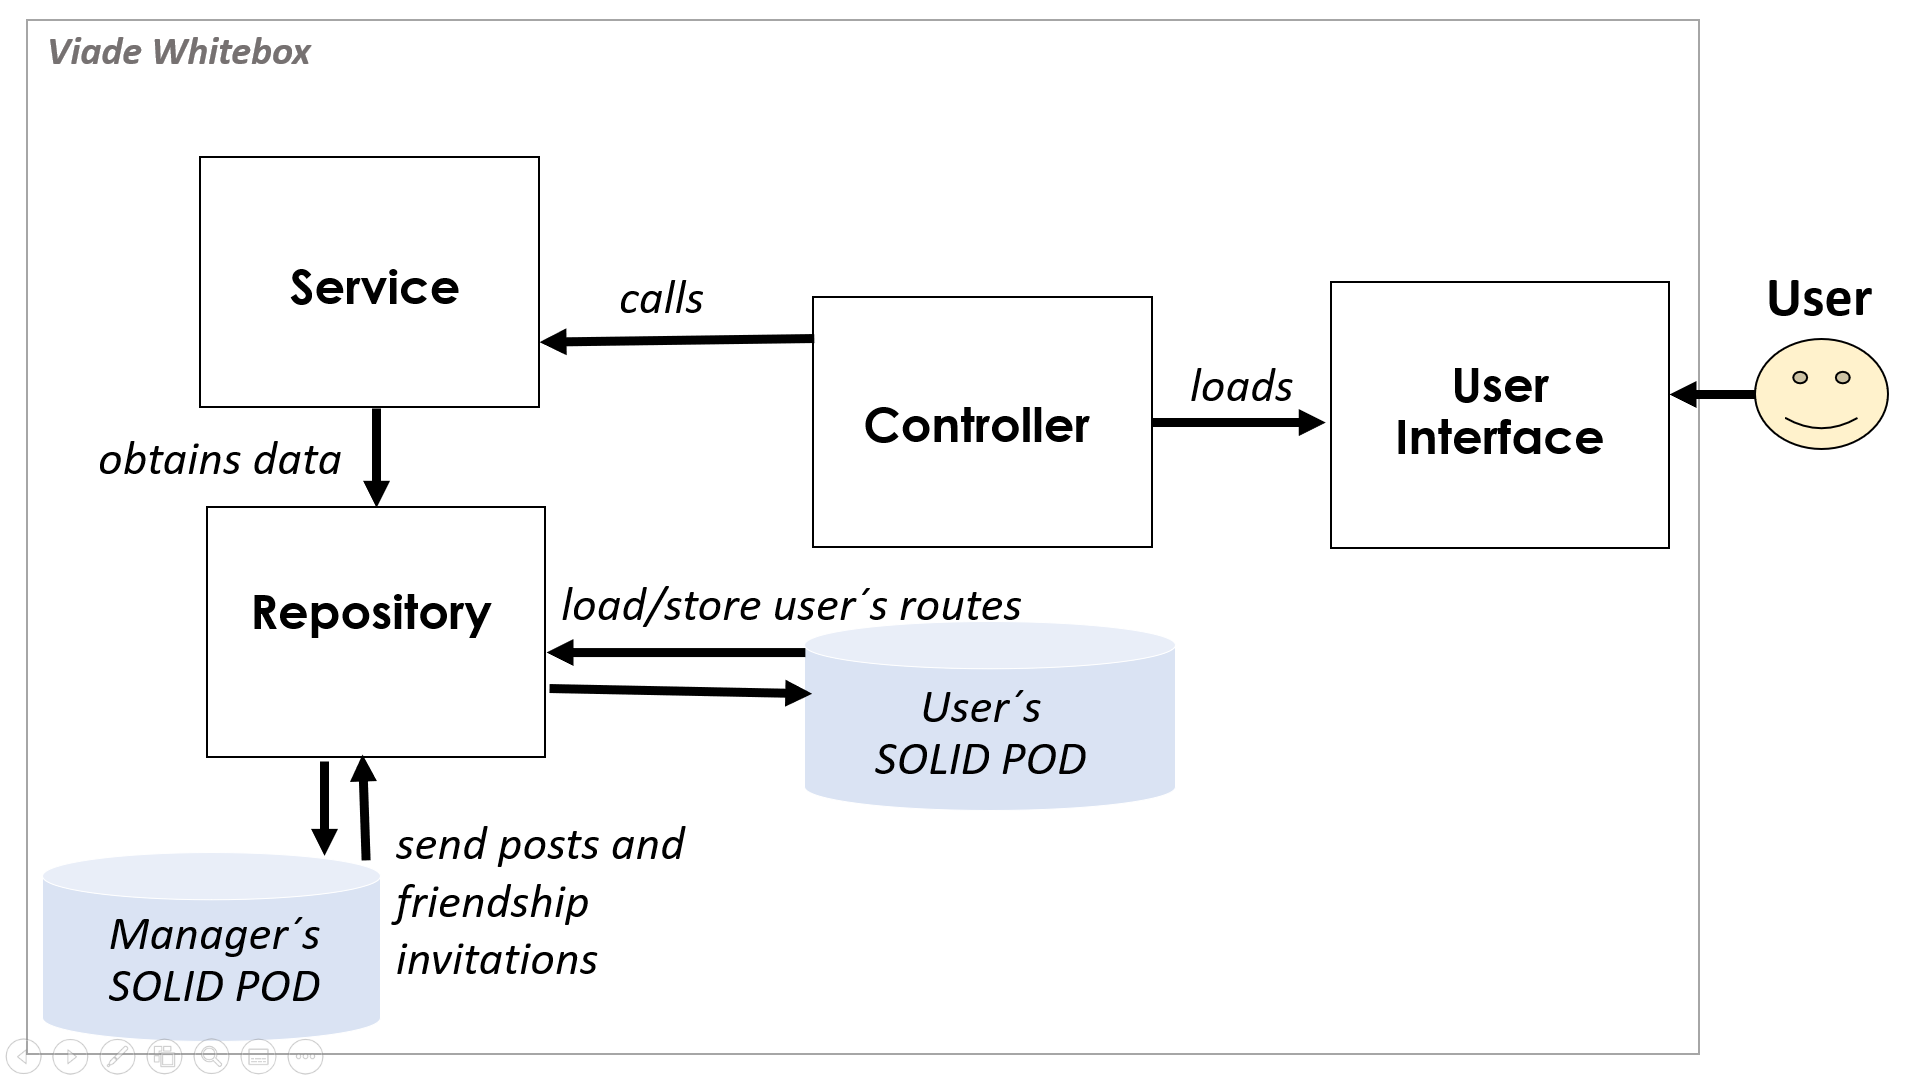 Viade Whitebox
Service
calls
Controller
loads
User
Interface
User
obtains data
Repository
load/store user´s routes
User´s
SOLID POD
send posts and
friendship
invitations
Manager´s
SOLID POD